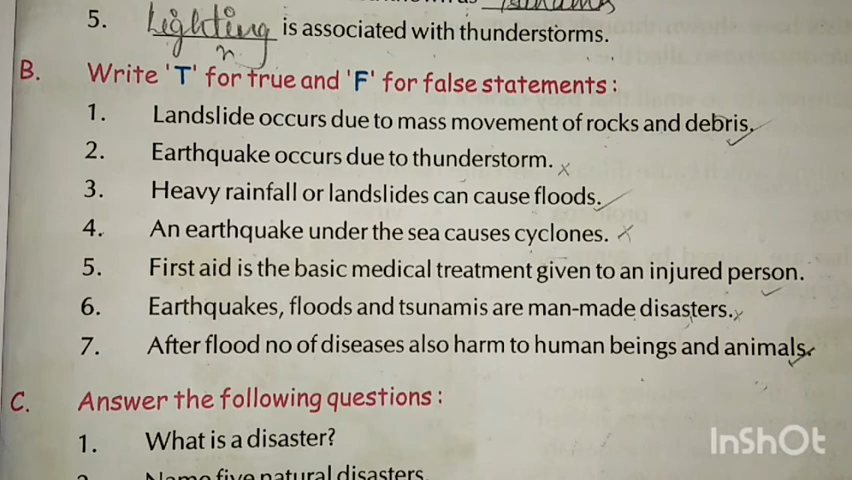 5. Lighting is associated with thunderstorms.
n
B. Write 'T' for true and 'F' for false statements :
1. Landslide occurs due to mass movement of rocks and debris. ✓
2. Earthquake occurs due to thunderstorm. ×
3. Heavy rainfall or landslides can cause floods. ✓
4. An earthquake under the sea causes cyclones. ×
5. First aid is the basic medical treatment given to an injured person. ✓
6. Earthquakes, floods and tsunamis are man-made disasters. ×
7. After flood no of diseases also harm to human beings and animals. ✓
C. Answer the following questions :
1. What is a disaster?
Name five natural disasters.
InShOt